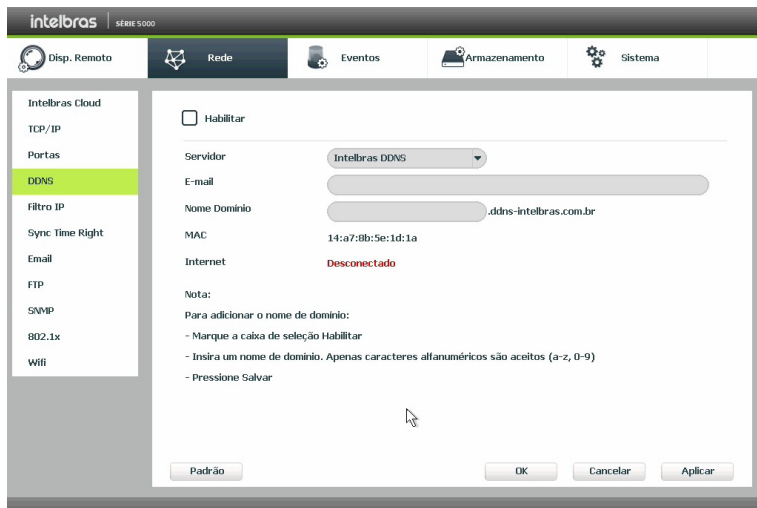 intelbras | SÉRIE 5000
Disp. Remoto
Rede
Eventos
Armazenamento
Sistema
Intelbras Cloud
TCP/IP
Portas
DDNS
Filtro IP
Sync Time Right
Email
FTP
SNMP
802.1x
Wifi
Habilitar
Servidor Intelbras DDNS
E-mail
Nome Domínio .ddns-intelbras.com.br
MAC 14:a7:8b:5e:1d:1a
Internet Desconectado
Nota:
Para adicionar o nome de domínio:
- Marque a caixa de seleção Habilitar
- Insira um nome de domínio. Apenas caracteres alfanuméricos são aceitos (a-z, 0-9)
- Pressione Salvar
Padrão OK Cancelar Aplicar